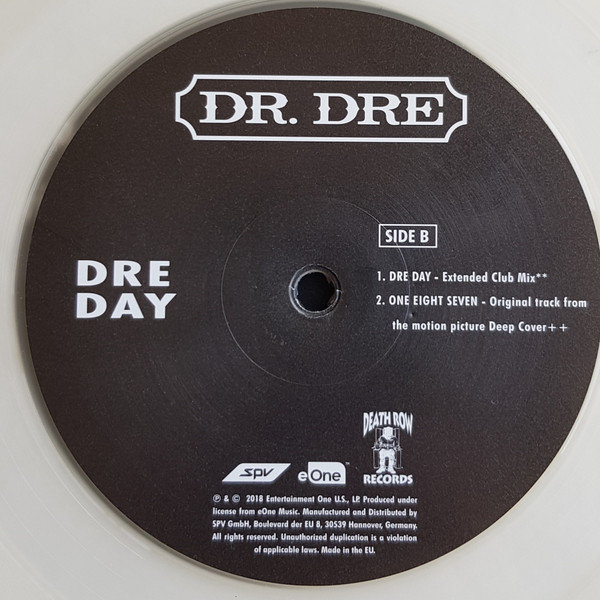 DR. DRE
SIDE B
DRE
DAY
1. DRE DAY - Extended Club Mix**
2. ONE EIGHT SEVEN - Original track from
the motion picture Deep Cover++
DEATH ROW
RECORDS
SPV
eOne™
℗ & © 2018 Entertainment One U.S., LP. Produced under
license from eOne Music. Manufactured and Distributed by
SPV GmbH, Boulevard der EU 8, 30539 Hannover, Germany.
All rights reserved. Unauthorized duplication is a violation
of applicable laws. Made in the EU.